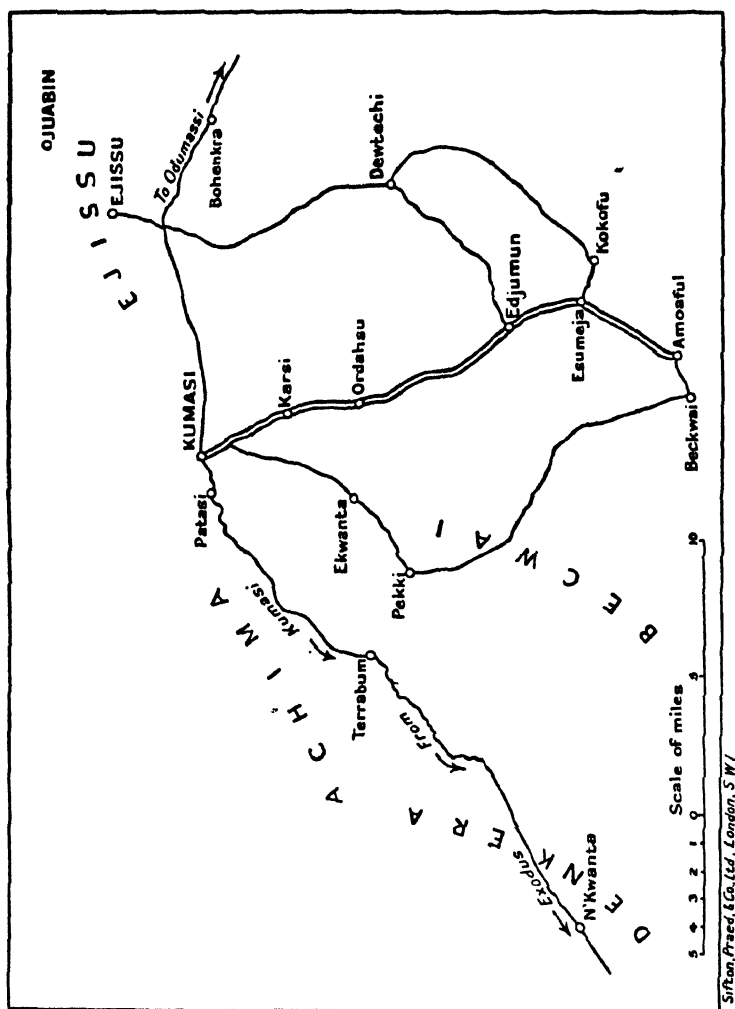 OJUABIN
EJISSU
EJISSU
To Odumassi
Bohenkra
Dewtachi
KUMASI
Karsi
Ordahsu
Edjumun
Kokofu
Esumeja
Amoaful
Beckwai
Patasi
Ekwanta
Pekki
BECWAI
ACHIMA
Exodus From Kumasi
Terrabum
DENKERA
N'Kwanta
Scale of miles
5 4 3 2 1 0 5 10
Sifton, Praed, & Co., Ltd., London, S.W.1